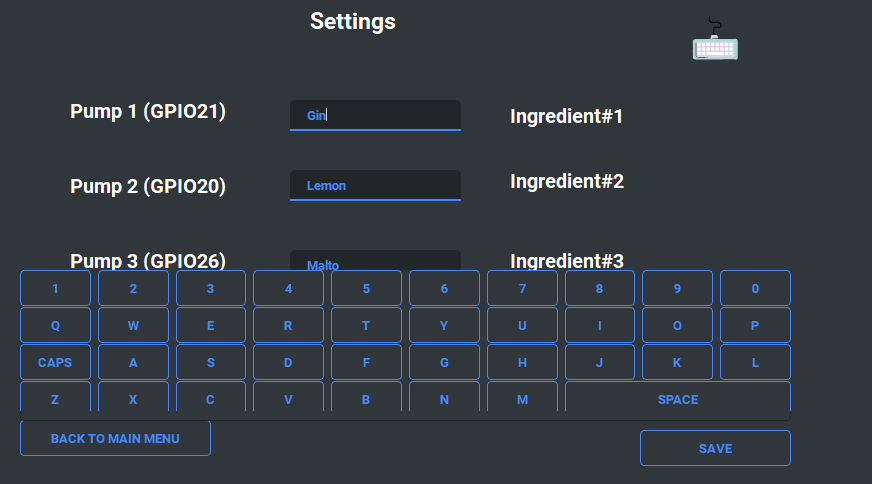 Settings
Pump 1 (GPIO21) Gin Ingredient#1
Pump 2 (GPIO20) Lemon Ingredient#2
Pump 3 (GPIO26) Malto Ingredient#3
1 2 3 4 5 6 7 8 9 0
Q W E R T Y U I O P
CAPS A S D F G H J K L
Z X C V B N M SPACE
BACK TO MAIN MENU SAVE